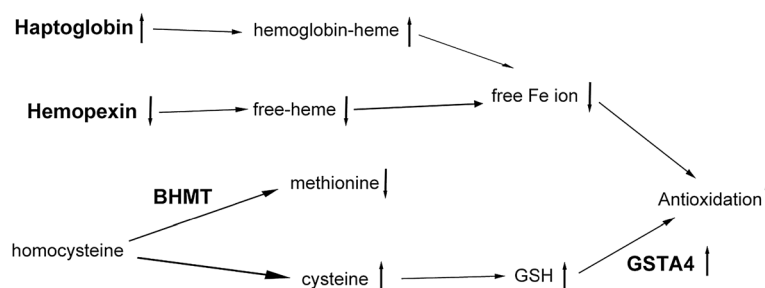 Haptoglobin
hemoglobin-heme
Hemopexin
free-heme
free Fe ion
BHMT
methionine
Antioxidation
homocysteine
cysteine
GSH
GSTA4